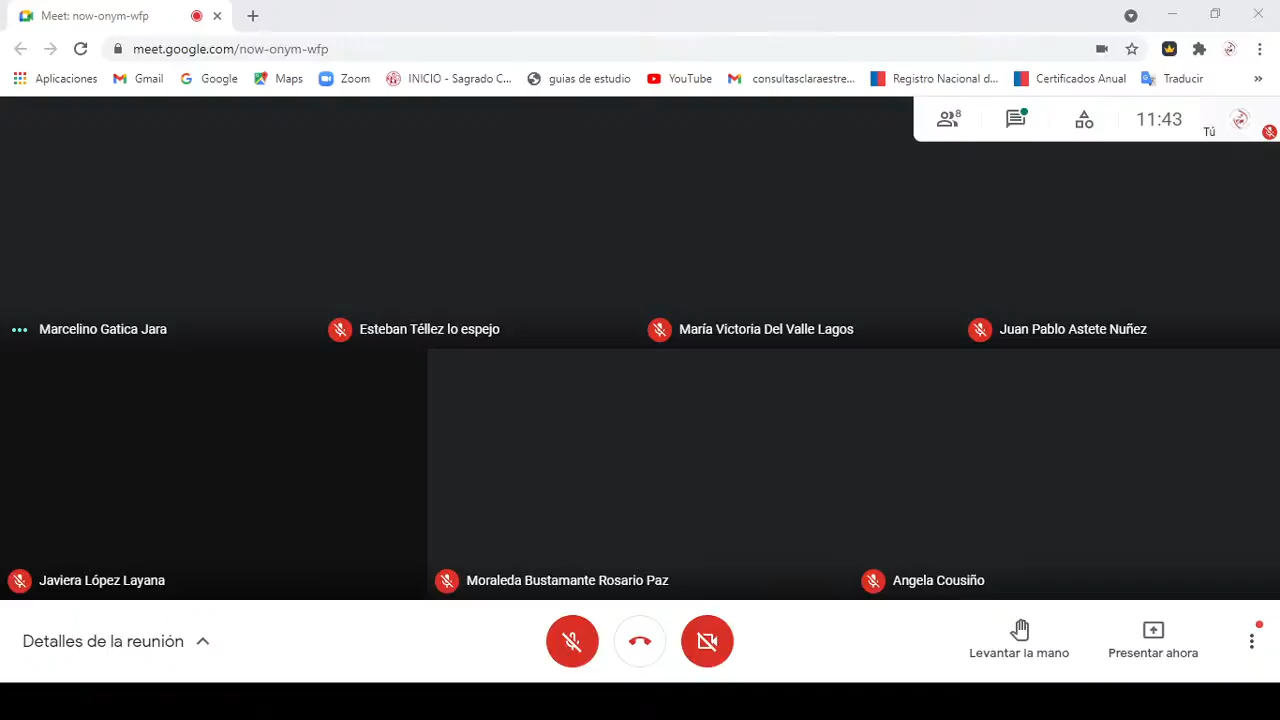 Meet: now-onym-wfp
meet.google.com/now-onym-wfp
Aplicaciones Gmail Google Maps Zoom INICIO - Sagrado C... guias de estudio YouTube consultasclaraestre... Registro Nacional d... Certificados Anual Traducir »
8 11:43 Tú
Marcelino Gatica Jara Esteban Téllez lo espejo María Victoria Del Valle Lagos Juan Pablo Astete Nuñez
Javiera López Layana Moraleda Bustamante Rosario Paz Angela Cousiño
Detalles de la reunión Levantar la mano Presentar ahora